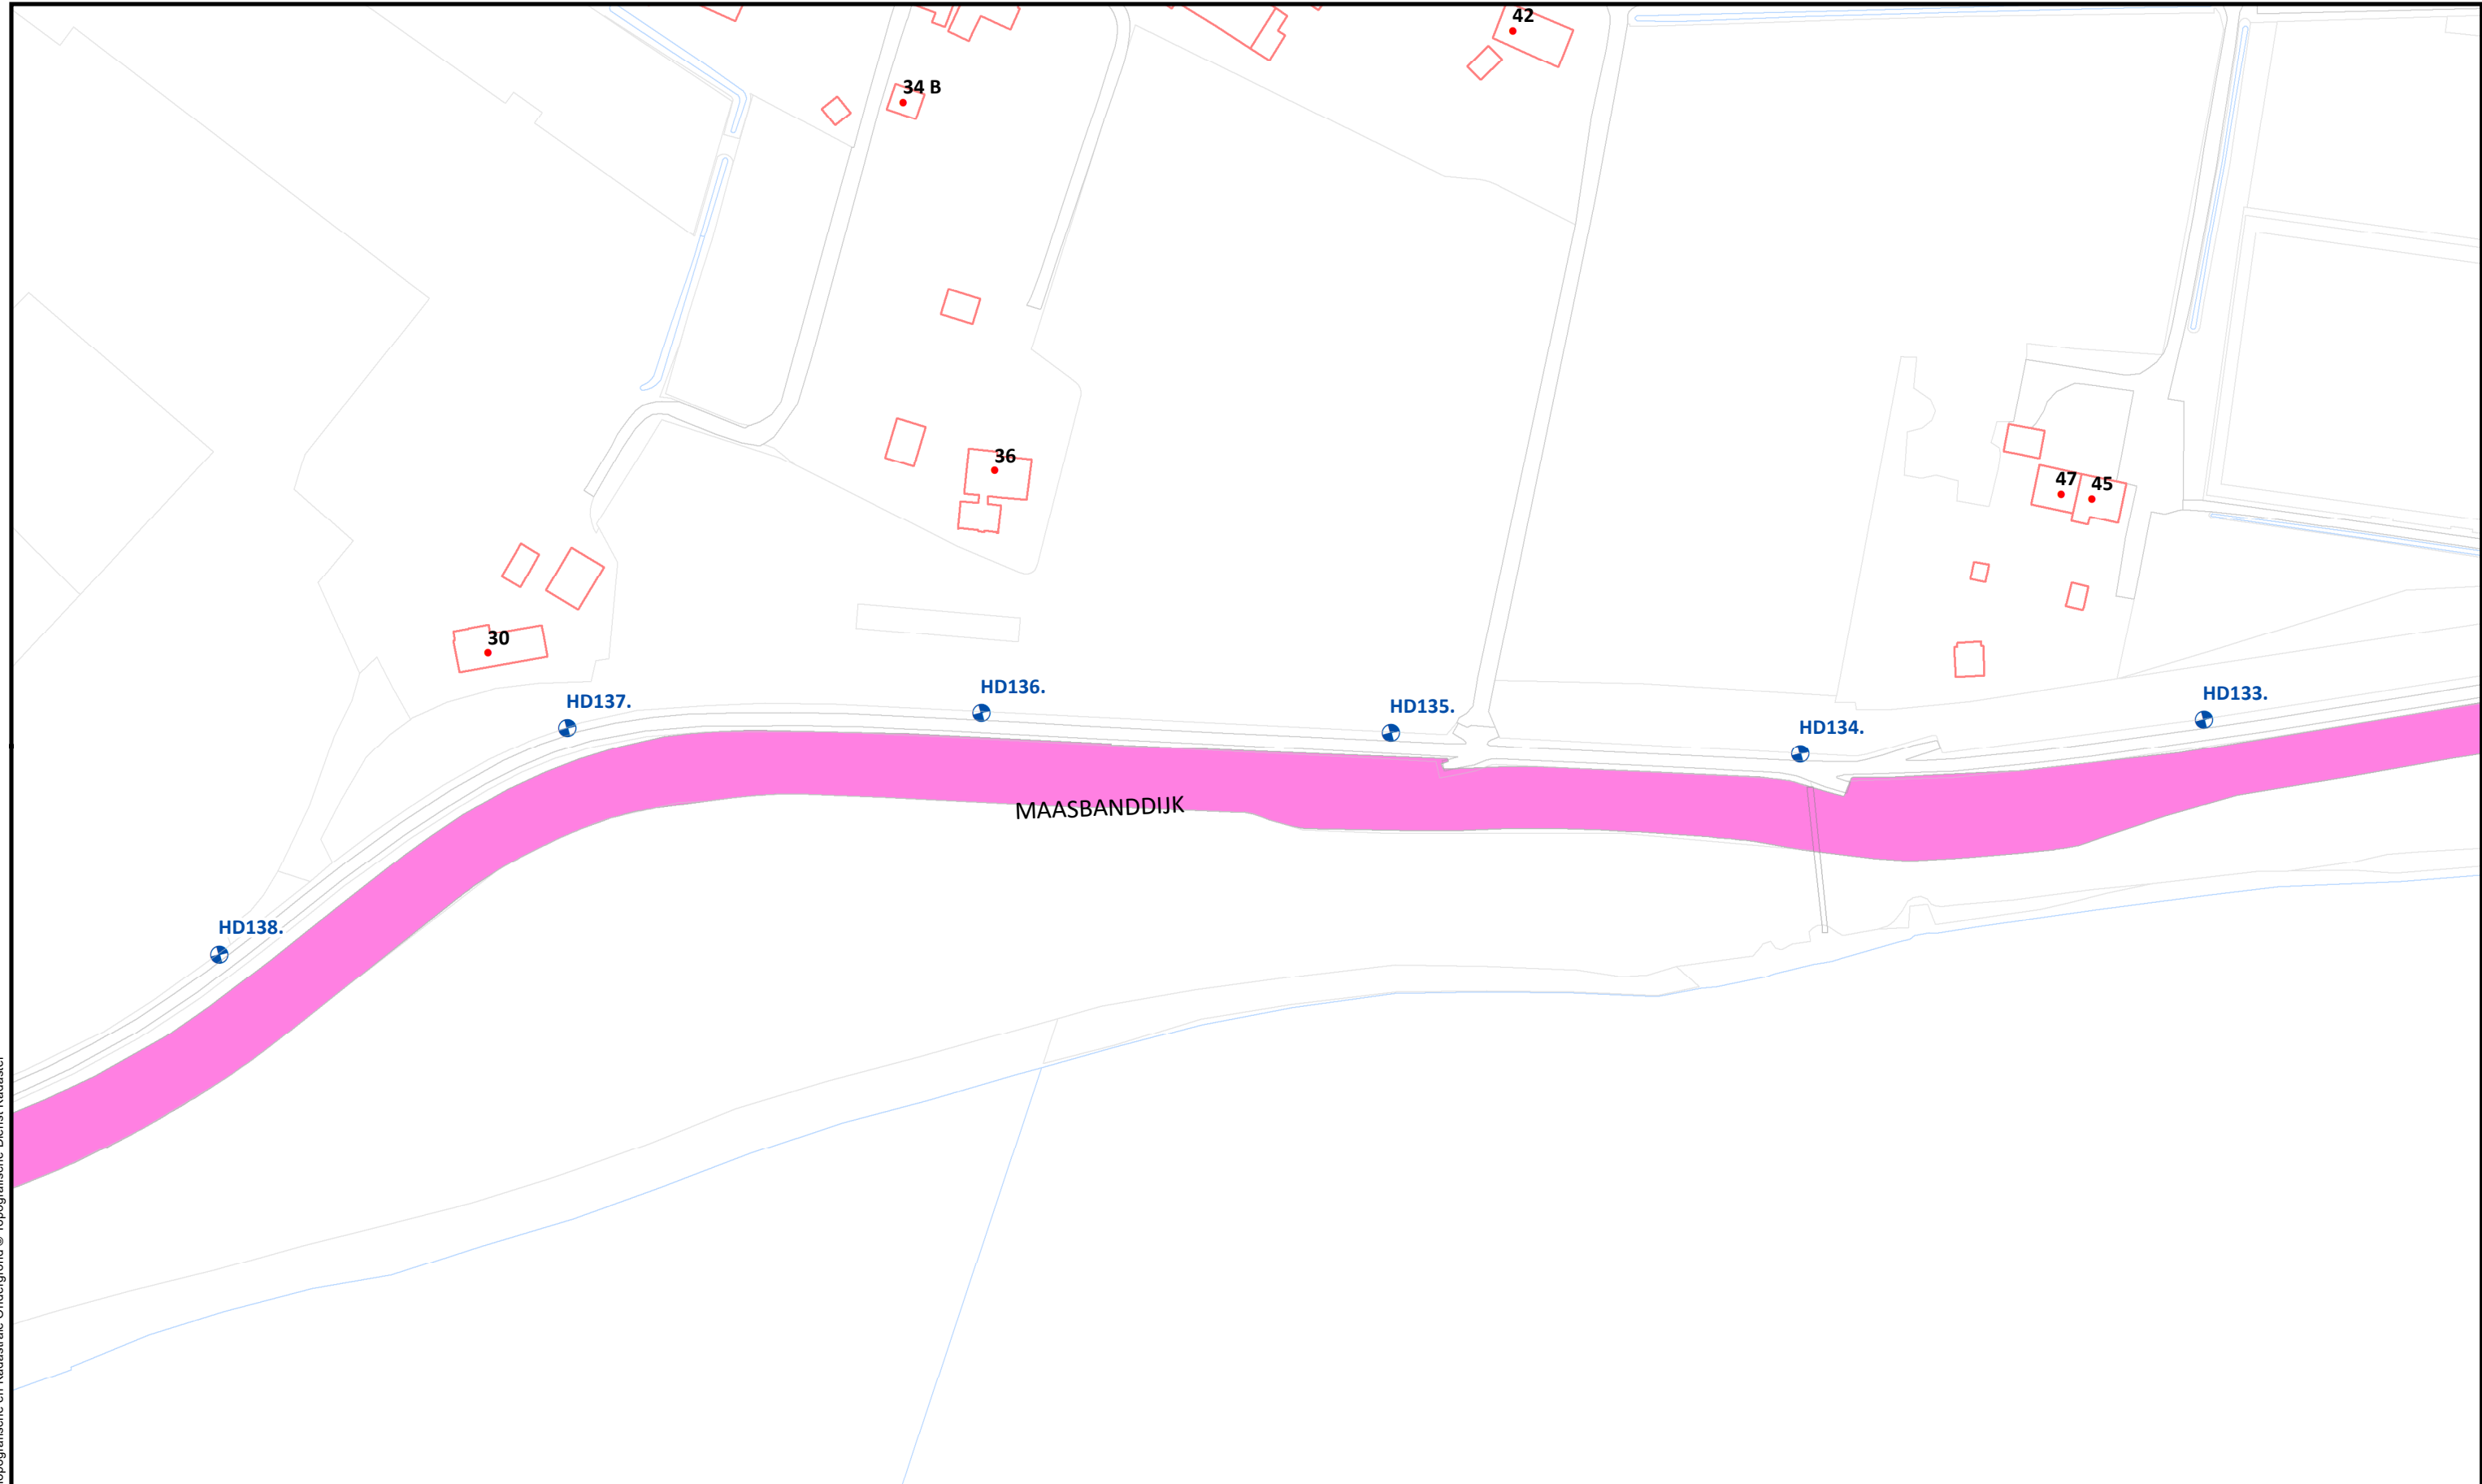 42
34 B
36
47
45
30
HD137.
HD136.
HD135.
HD134.
HD133.
MAASBANDDIJK
HD138.